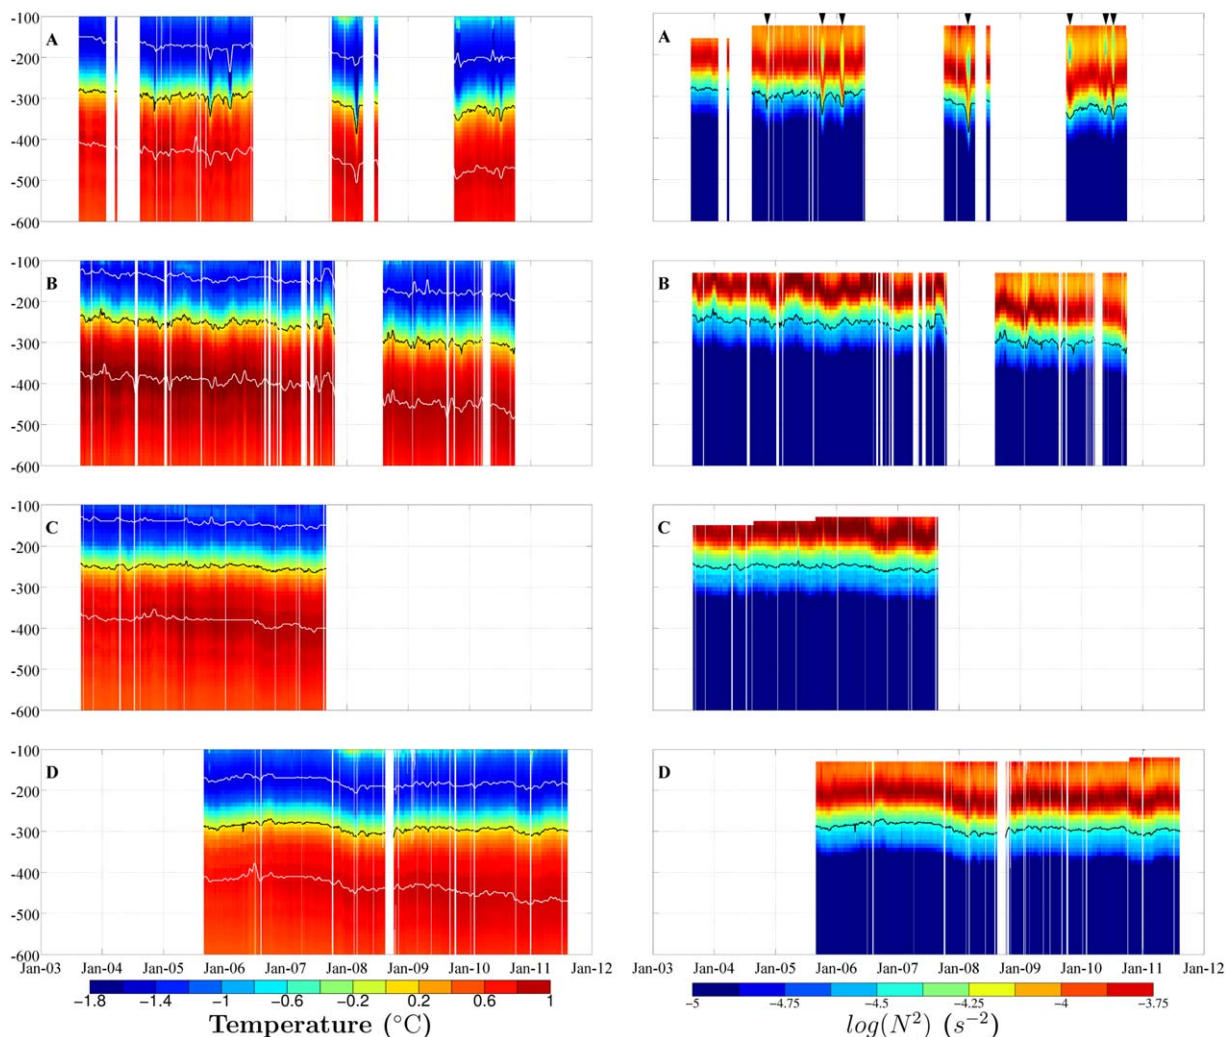 -100
A
-200
-300
-400
-500
-600
A
-100
B
-200
-300
-400
-500
-600
B
-100
C
-200
-300
-400
-500
-600
C
-100
D
-200
-300
-400
-500
-600
D
Jan-03 Jan-04 Jan-05 Jan-06 Jan-07 Jan-08 Jan-09 Jan-10 Jan-11 Jan-12
Jan-03 Jan-04 Jan-05 Jan-06 Jan-07 Jan-08 Jan-09 Jan-10 Jan-11 Jan-12
−1.8 −1.4 −1 −0.6 −0.2 0.2 0.6 1
−5 −4.75 −4.5 −4.25 −4 −3.75
Temperature (°C)
log(N²) (s⁻²)